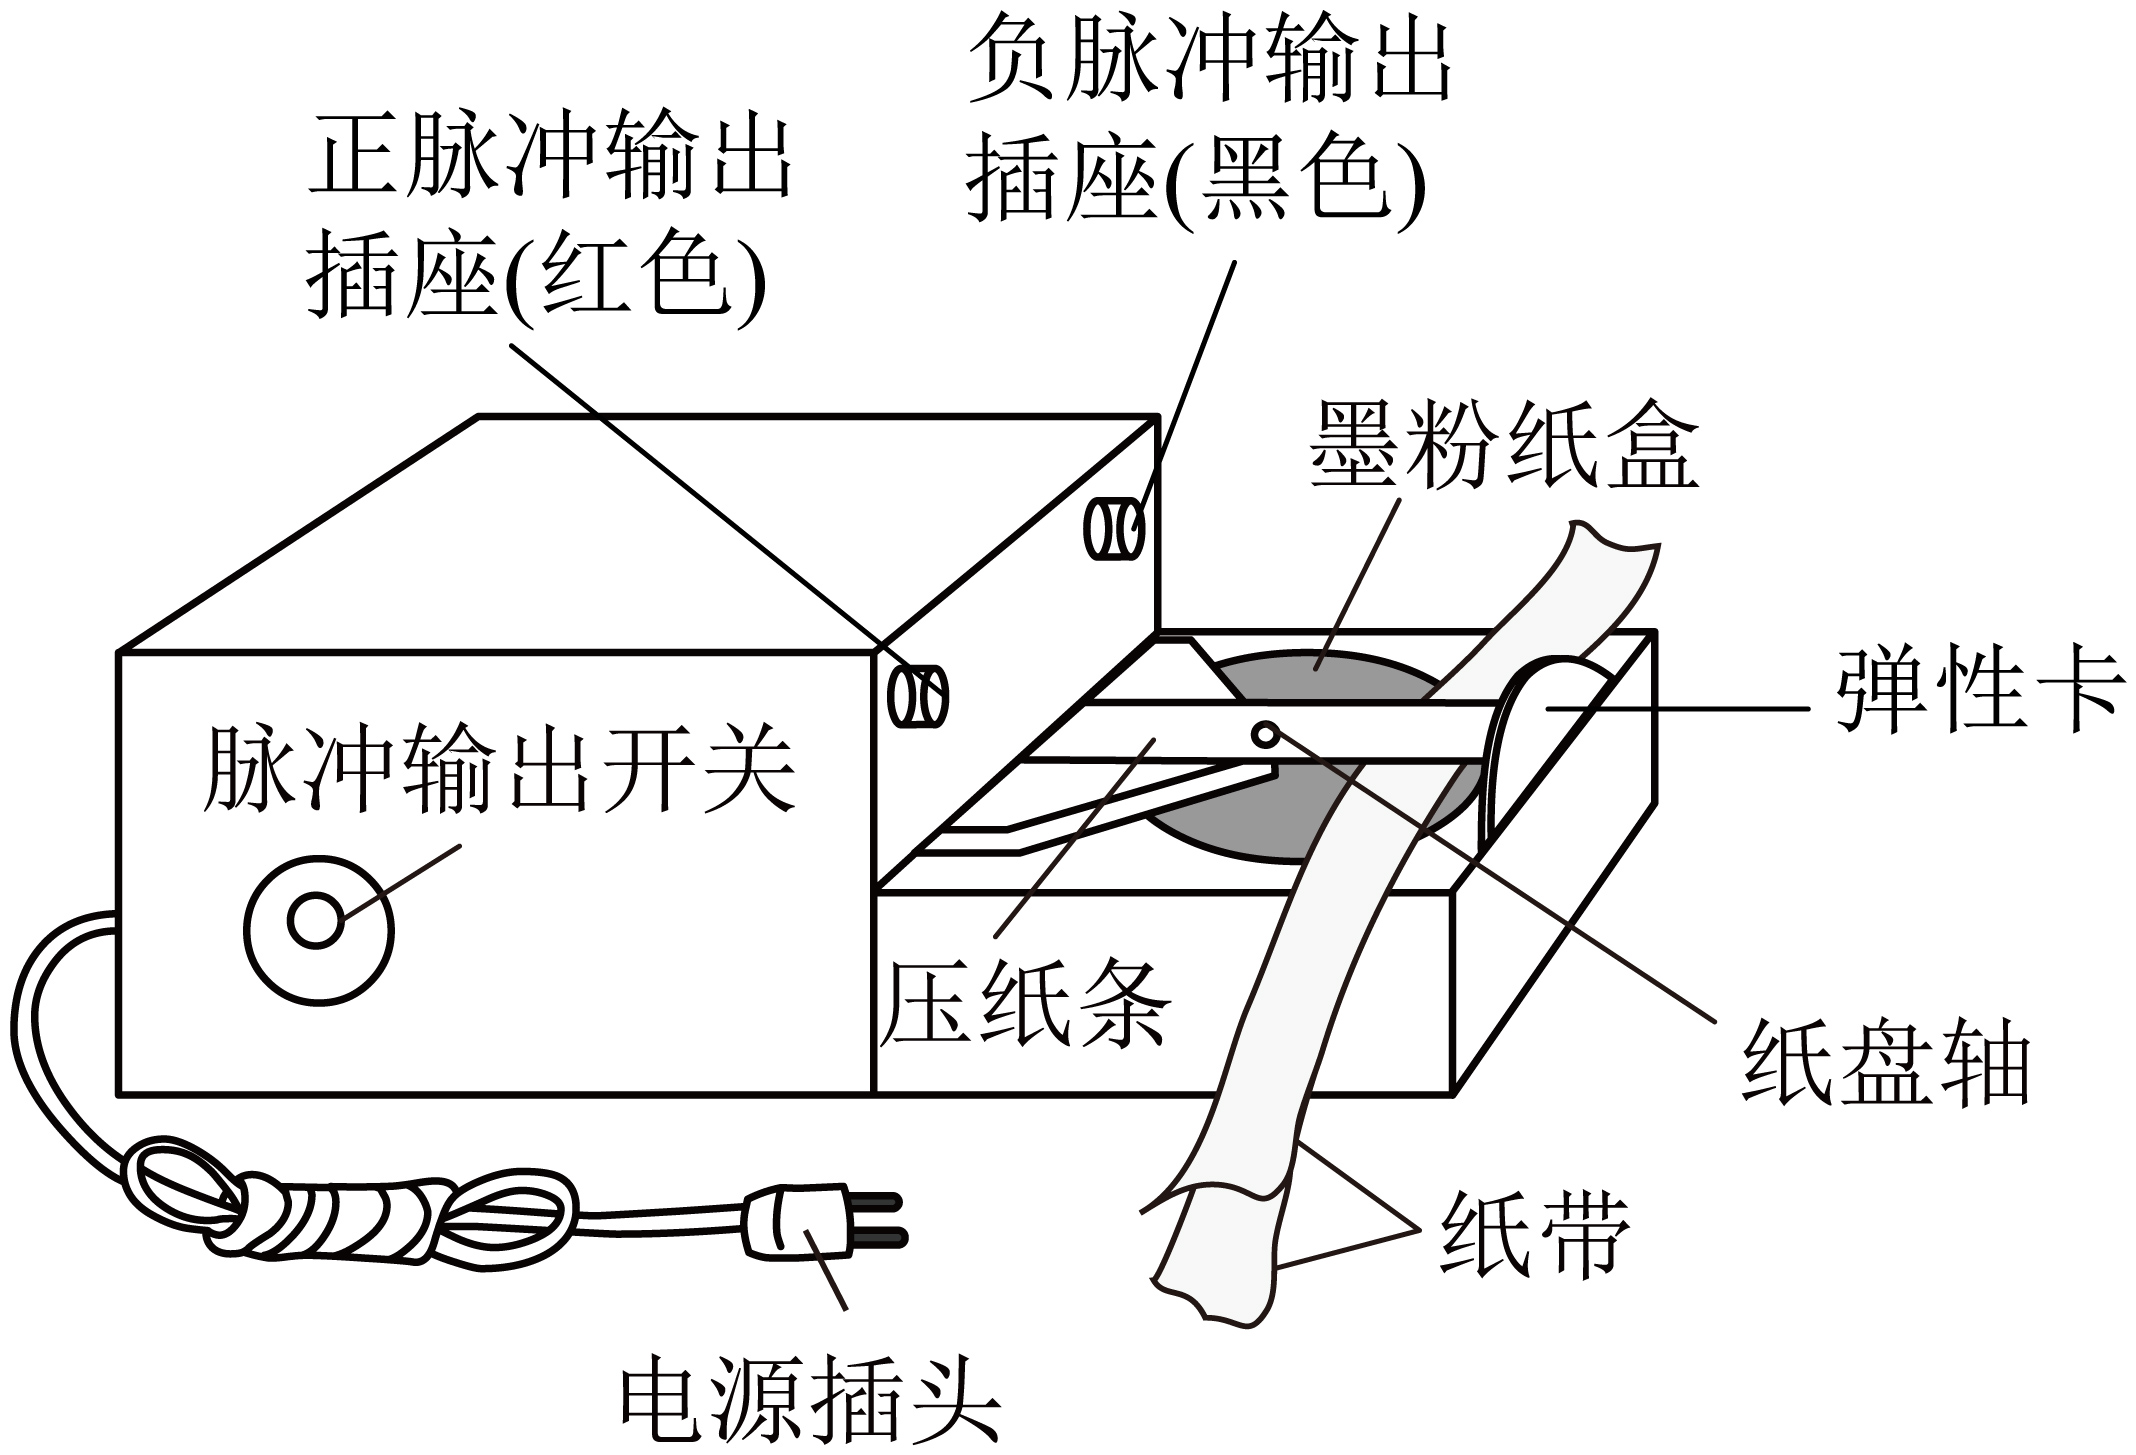 负脉冲输出
插座(黑色)
正脉冲输出
插座(红色)
墨粉纸盒
弹性卡
脉冲输出开关
压纸条
纸盘轴
纸带
电源插头